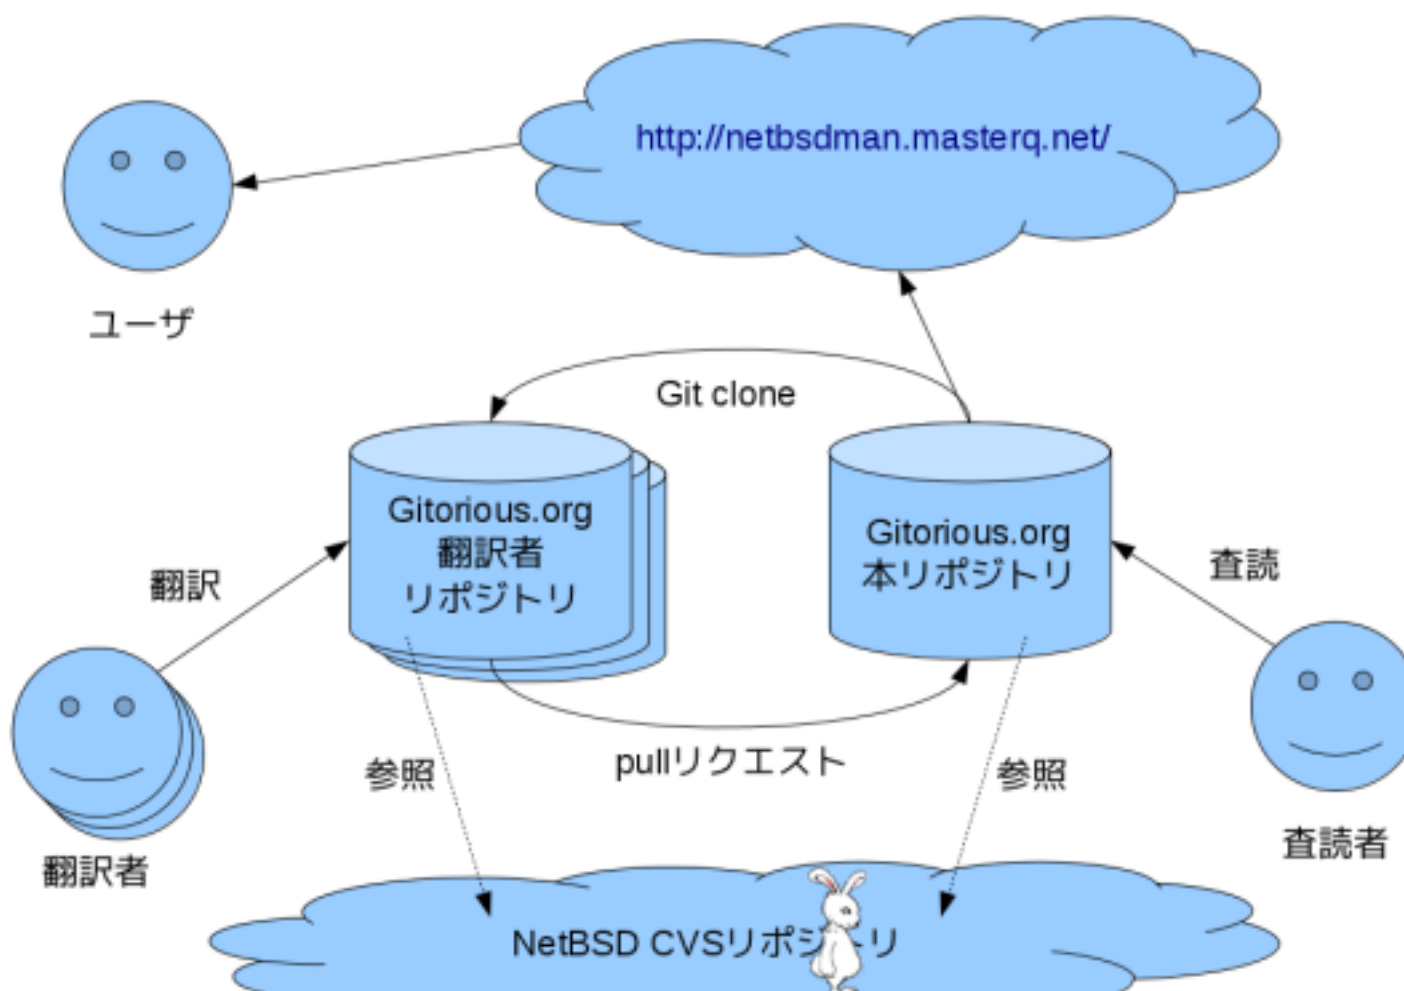 http://netbsdman.masterq.net/
ユーザ
Git clone
Gitorious.org
翻訳者
リポジトリ
Gitorious.org
本リポジトリ
翻訳
査読
参照
pullリクエスト
参照
翻訳者
査読者
NetBSD CVSリポジトリ